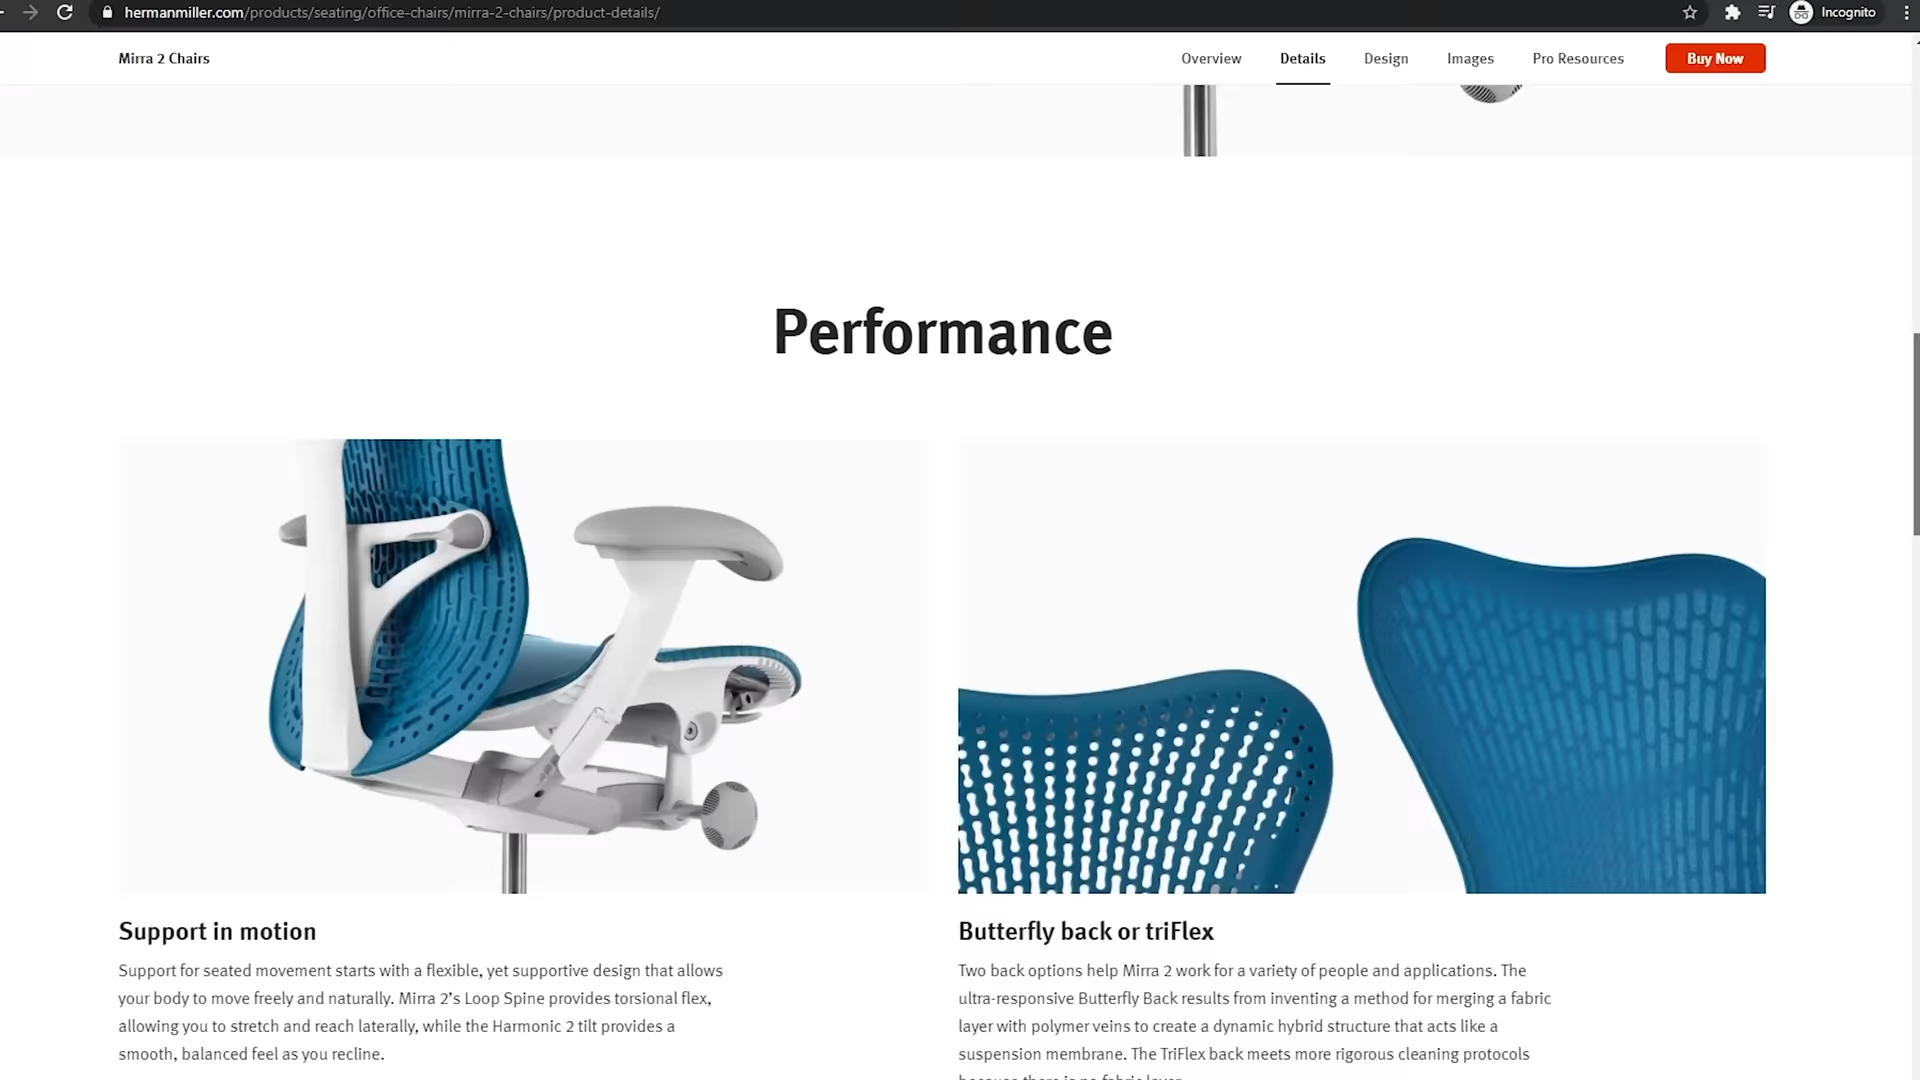 hermanmiller.com/products/seating/office-chairs/mirra-2-chairs/product-details/
Incognito
Mirra 2 Chairs
Overview
Details
Design
Images
Pro Resources
Buy Now
Performance
Support in motion
Support for seated movement starts with a flexible, yet supportive design that allows
your body to move freely and naturally. Mirra 2’s Loop Spine provides torsional flex,
allowing you to stretch and reach laterally, while the Harmonic 2 tilt provides a
smooth, balanced feel as you recline.
Butterfly back or triFlex
Two back options help Mirra 2 work for a variety of people and applications. The
ultra-responsive Butterfly Back results from inventing a method for merging a fabric
layer with polymer veins to create a dynamic hybrid structure that acts like a
suspension membrane. The TriFlex back meets more rigorous cleaning protocols
because there is no fabric layer.